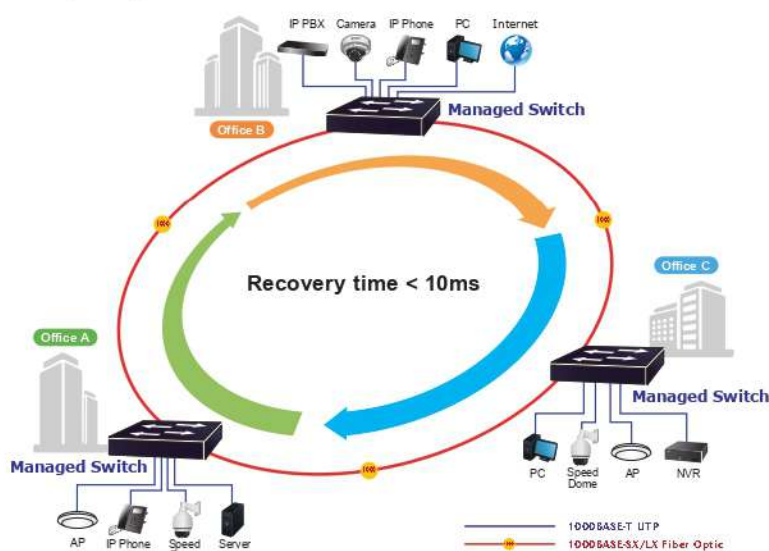 IP PBX
Camera
IP Phone
PC
Internet
Managed Switch
Office B
Recovery time < 10ms
Office C
Managed Switch
PC
Speed
Dome
AP
NVR
Office A
Managed Switch
AP
IP Phone
Speed
Server
1000BASE-T UTP
1000BASE-SX/LX Fiber Optic